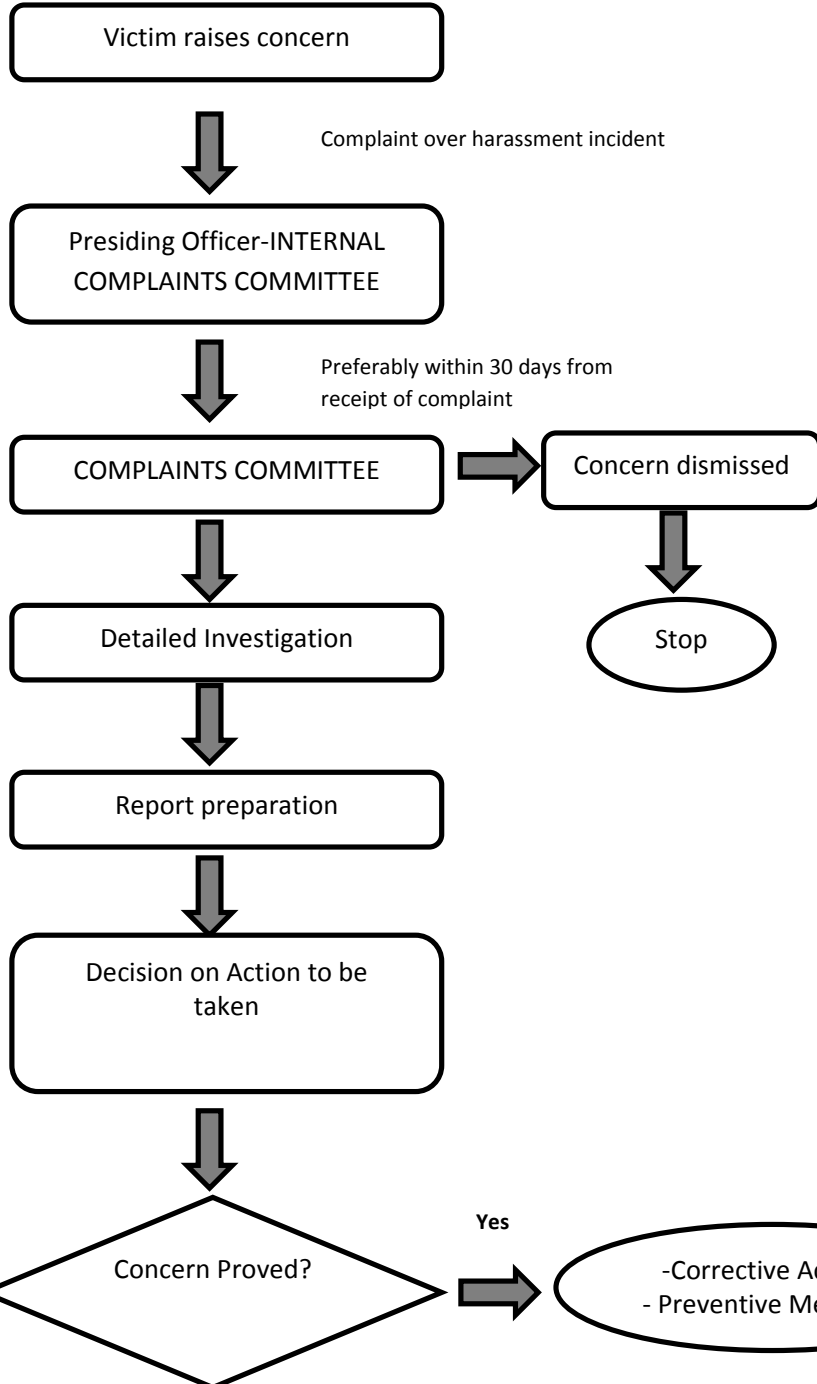 Victim raises concern
Complaint over harassment incident
Presiding Officer-INTERNAL
COMPLAINTS COMMITTEE
Preferably within 30 days from
receipt of complaint
COMPLAINTS COMMITTEE
Concern dismissed
Detailed Investigation
Stop
Report preparation
Decision on Action to be
taken
Yes
Concern Proved?
-Corrective
- Preventive